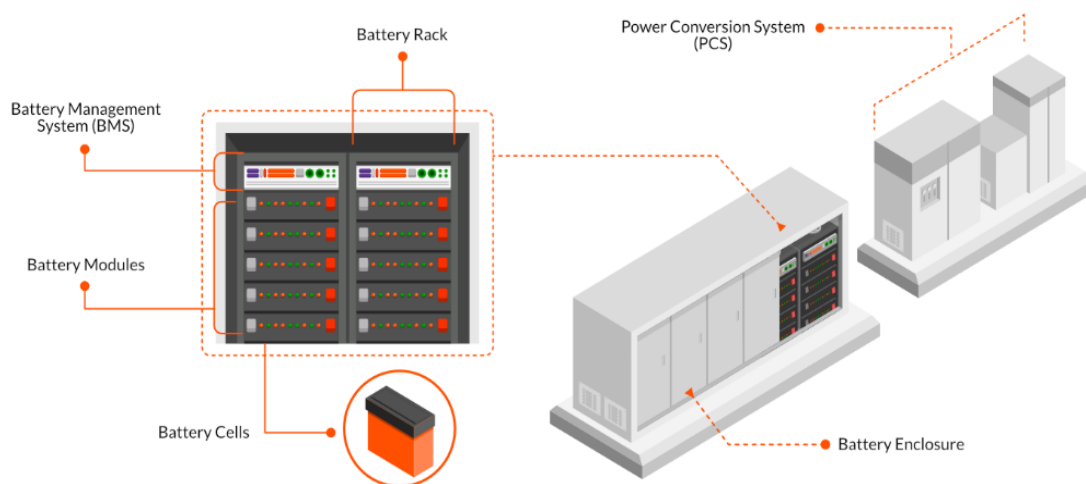 Battery Rack
Power Conversion System
(PCS)
Battery Management
System (BMS)
Battery Modules
Battery Cells
Battery Enclosure